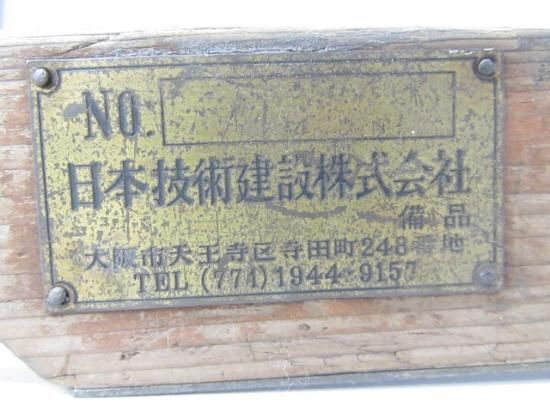 NO.
日本技術建設株式会社
備品
大阪市天王寺区寺田町248番地
TEL (771) 1944・9157